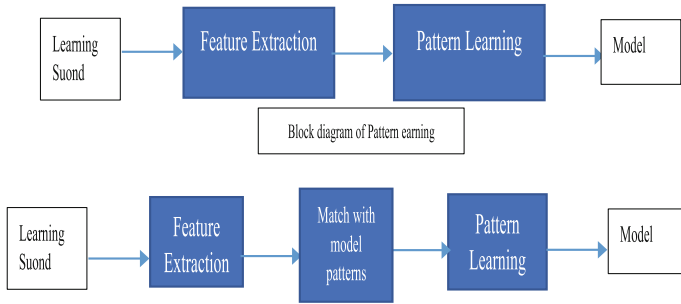 Learning
Suond
Feature Extraction
Pattern Learning
Model
Block diagram of Pattern earning
Learning
Suond
Feature
Extraction
Match with
model
patterns
Pattern
Learning
Model